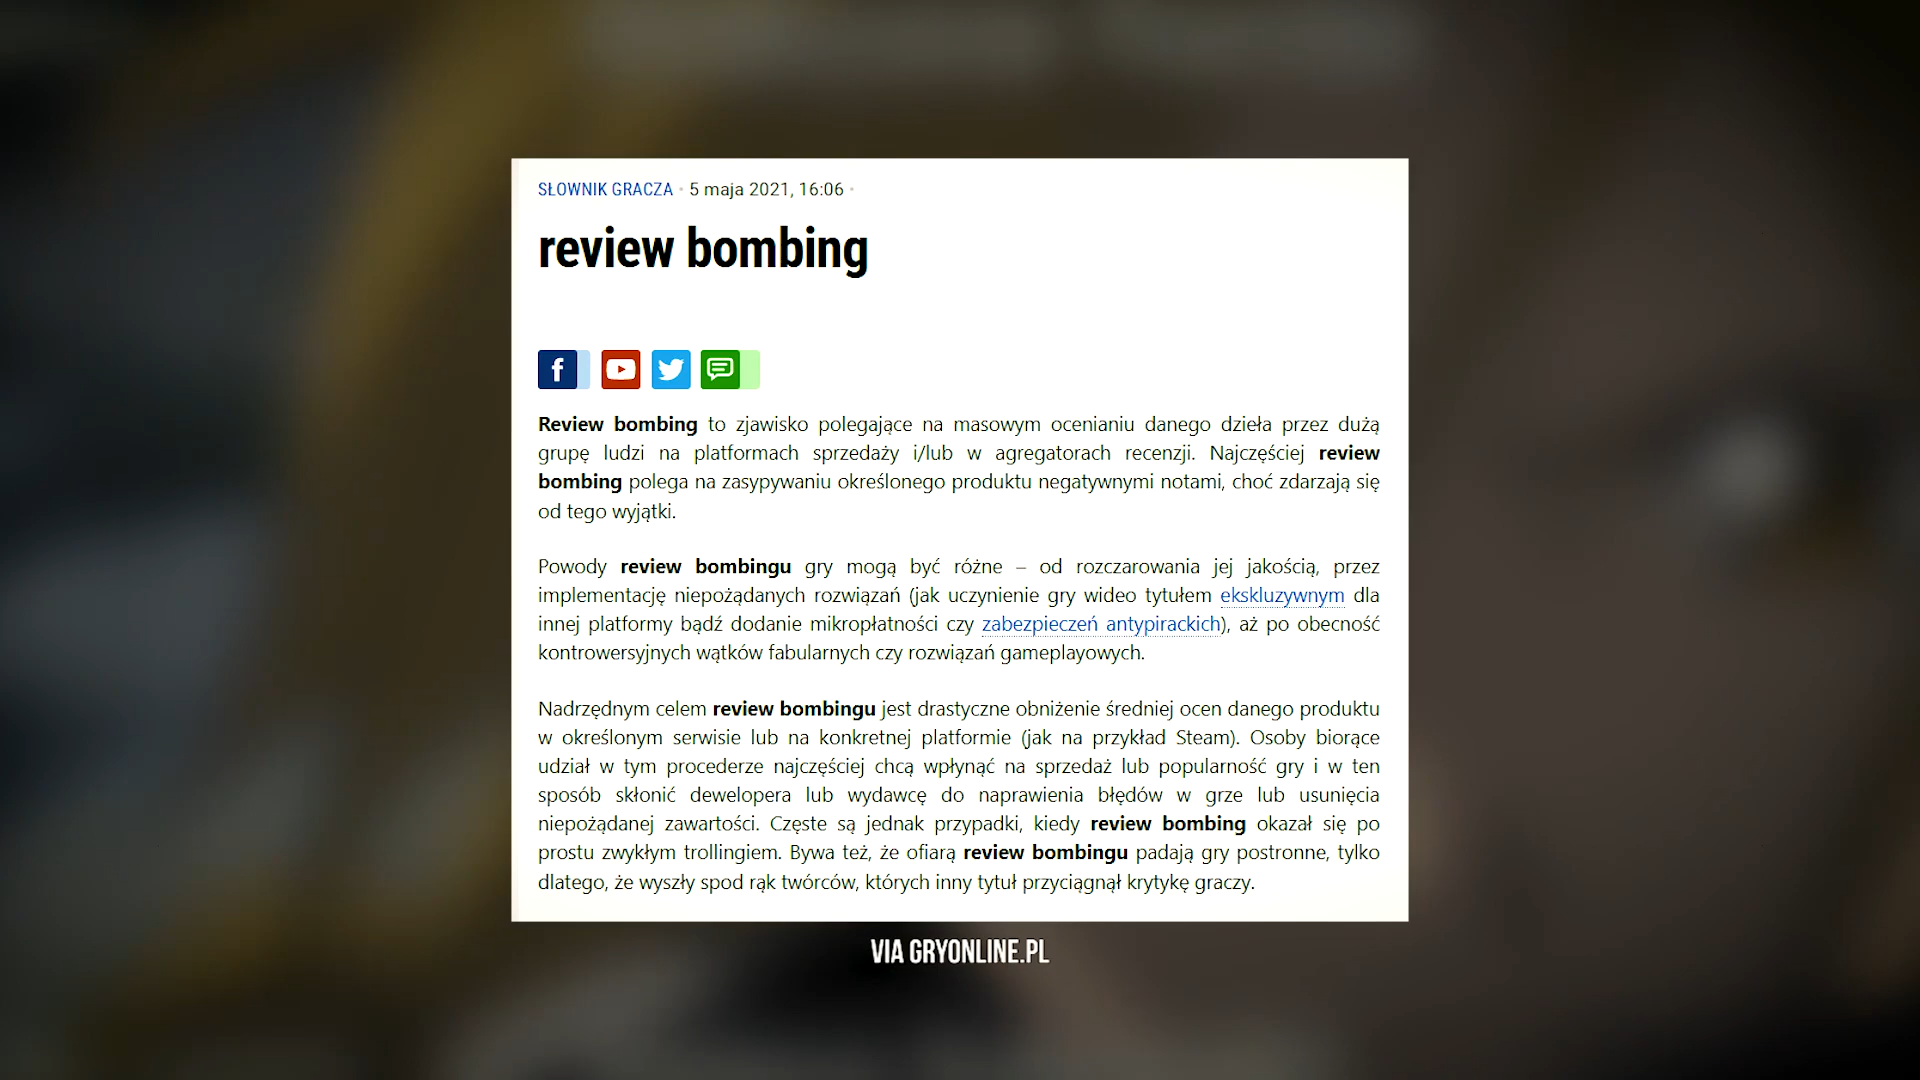 SŁOWNIK GRACZA • 5 maja 2021, 16:06 •
review bombing
Review bombing to zjawisko polegające na masowym ocenianiu danego dzieła przez dużą
grupę ludzi na platformach sprzedaży i/lub w agregatorach recenzji. Najczęściej review
bombing polega na zasypywaniu określonego produktu negatywnymi notami, choć zdarzają się
od tego wyjątki.
Powody review bombingu gry mogą być różne – od rozczarowania jej jakością, przez
implementację niepożądanych rozwiązań (jak uczynienie gry wideo tytułem ekskluzywnym dla
innej platformy bądź dodanie mikropłatności czy zabezpieczeń antypirackich), aż po obecność
kontrowersyjnych wątków fabularnych czy rozwiązań gameplayowych.
Nadrzędnym celem review bombingu jest drastyczne obniżenie średniej ocen danego produktu
w określonym serwisie lub na konkretnej platformie (jak na przykład Steam). Osoby biorące
udział w tym procederze najczęściej chcą wpłynąć na sprzedaż lub popularność gry i w ten
sposób skłonić dewelopera lub wydawcę do naprawienia błędów w grze lub usunięcia
niepożądanej zawartości. Częste są jednak przypadki, kiedy review bombing okazał się po
prostu zwykłym trollingiem. Bywa też, że ofiarą review bombingu padają gry postronne, tylko
dlatego, że wyszły spod rąk twórców, których inny tytuł przyciągnął krytykę graczy.
VIA GRYONLINE.PL